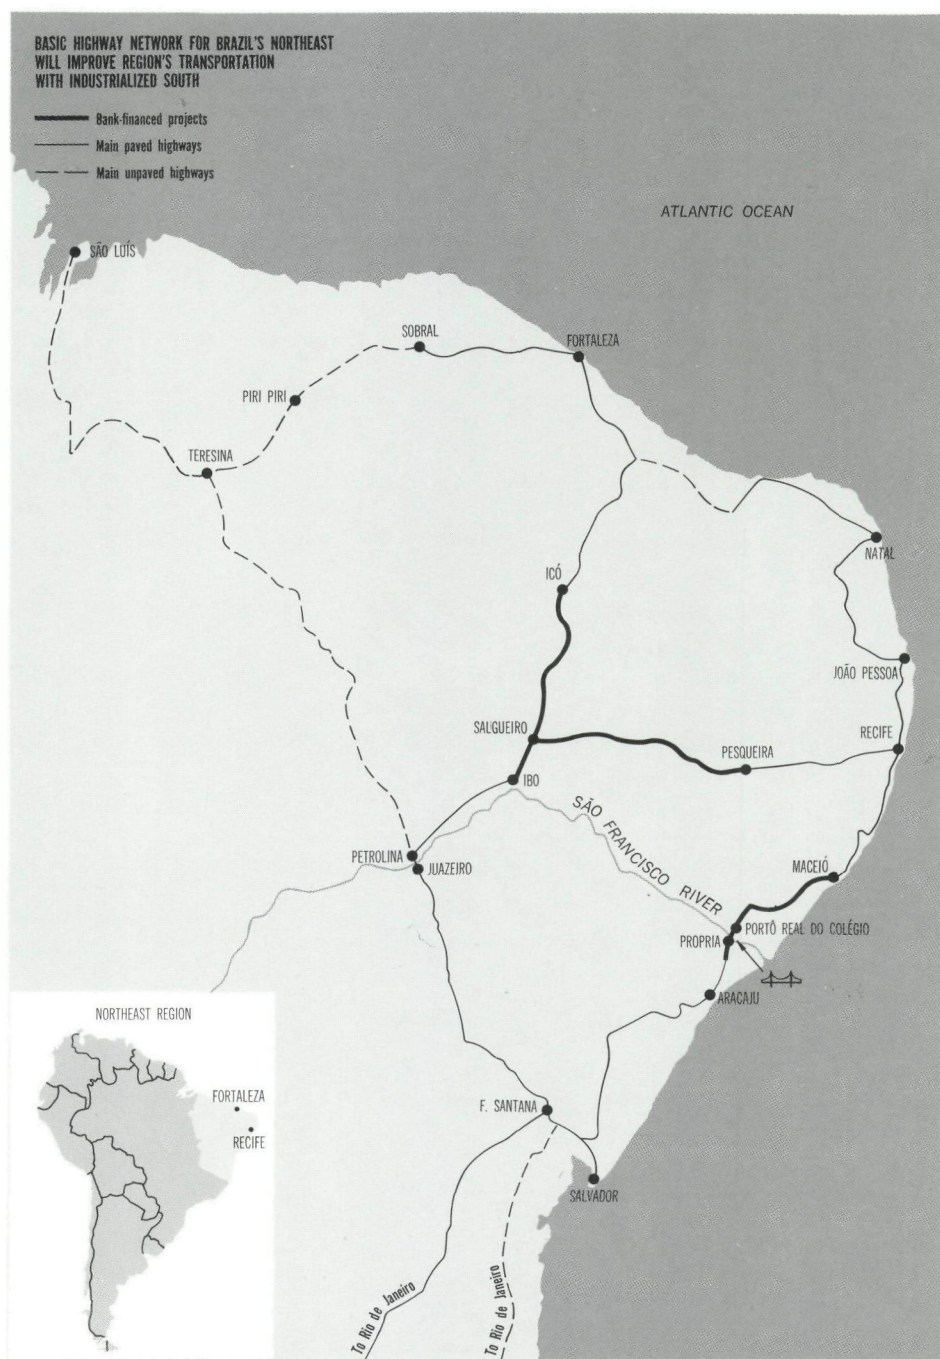 BASIC HIGHWAY NETWORK FOR BRAZIL'S NORTHEAST
WILL IMPROVE REGION'S TRANSPORTATION
WITH INDUSTRIALIZED SOUTH
Bank-financed projects
Main paved highways
Main unpaved highways
ATLANTIC OCEAN
SÃO LUÍS
SOBRAL
FORTALEZA
PIRI PIRI
TERESINA
NATAL
ICÓ
JOÃO PESSOA
SALGUEIRO
RECIFE
PESQUEIRA
IBO
SÃO FRANCISCO RIVER
PETROLINA
JUAZEIRO
MACEIÓ
PORTÔ REAL DO COLÉGIO
PROPRIA
ARACAJU
F. SANTANA
SALVADOR
To Rio de Janeiro
To Rio de Janeiro
NORTHEAST REGION
FORTALEZA
RECIFE